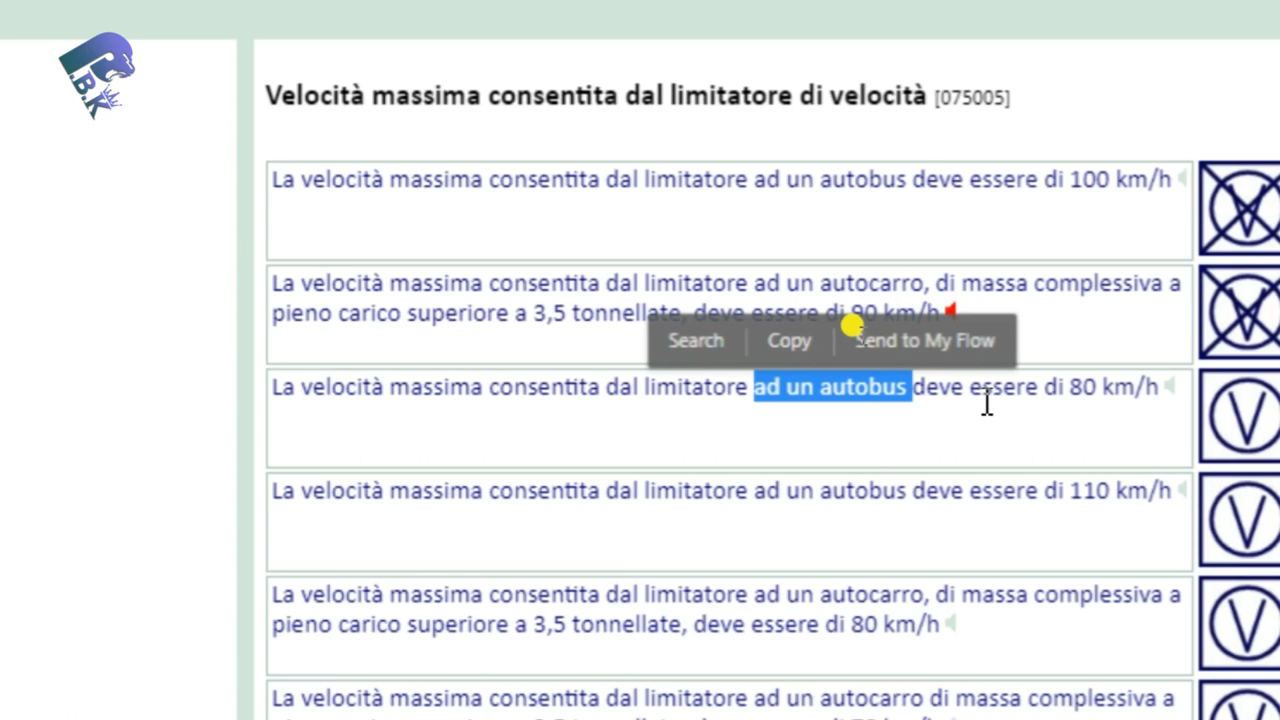 P.B.K
Velocità massima consentita dal limitatore di velocità [075005]
La velocità massima consentita dal limitatore ad un autobus deve essere di 100 km/h
V
La velocità massima consentita dal limitatore ad un autocarro, di massa complessiva a
pieno carico superiore a 3,5 tonnellate, deve essere di 90 km/h
V
Search Copy Send to My Flow
La velocità massima consentita dal limitatore ad un autobus deve essere di 80 km/h
V
La velocità massima consentita dal limitatore ad un autobus deve essere di 110 km/h
V
La velocità massima consentita dal limitatore ad un autocarro, di massa complessiva a
pieno carico superiore a 3,5 tonnellate, deve essere di 80 km/h
V
La velocità massima consentita dal limitatore ad un autocarro di massa complessiva a